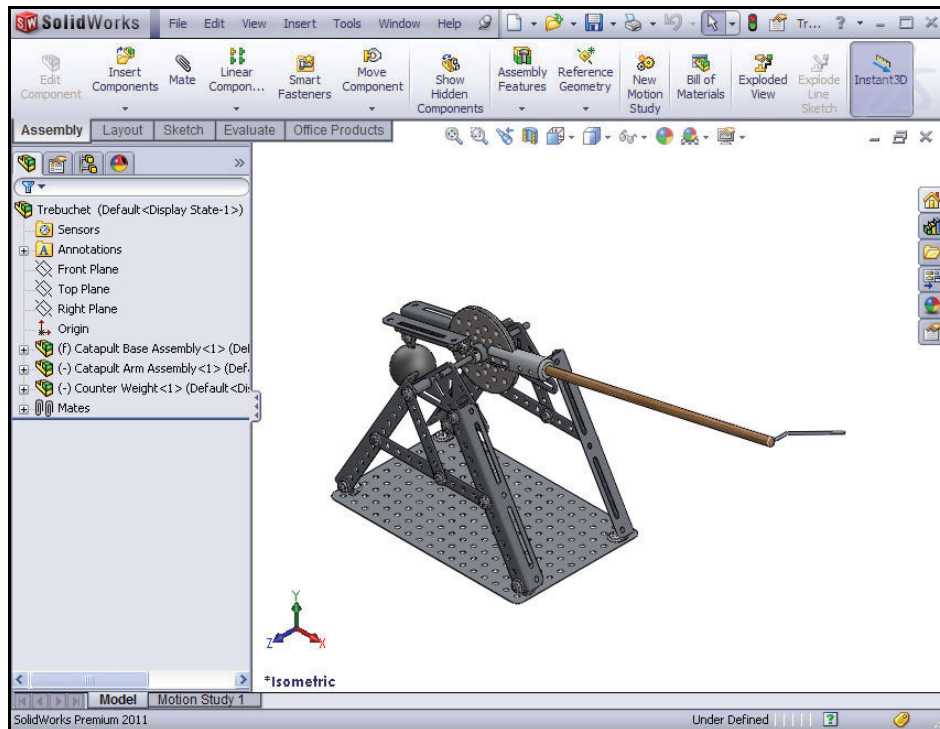 SolidWorks File Edit View Insert Tools Window Help Tr... ?
Edit Component
Insert Components
Mate
Linear Compon...
Smart Fasteners
Move Component
Show Hidden Components
Assembly Features
Reference Geometry
New Motion Study
Bill of Materials
Exploded View
Explode Line Sketch
Instant3D
Assembly Layout Sketch Evaluate Office Products
Trebuchet (Default<Display State-1>)
Sensors
A Annotations
Front Plane
Top Plane
Right Plane
Origin
(f) Catapult Base Assembly<1> (Def
(-) Catapult Arm Assembly<1> (Def.
(-) Counter Weight<1> (Default<Di
Mates
Y
Z X
*Isometric
Model Motion Study 1
SolidWorks Premium 2011 Under Defined ?